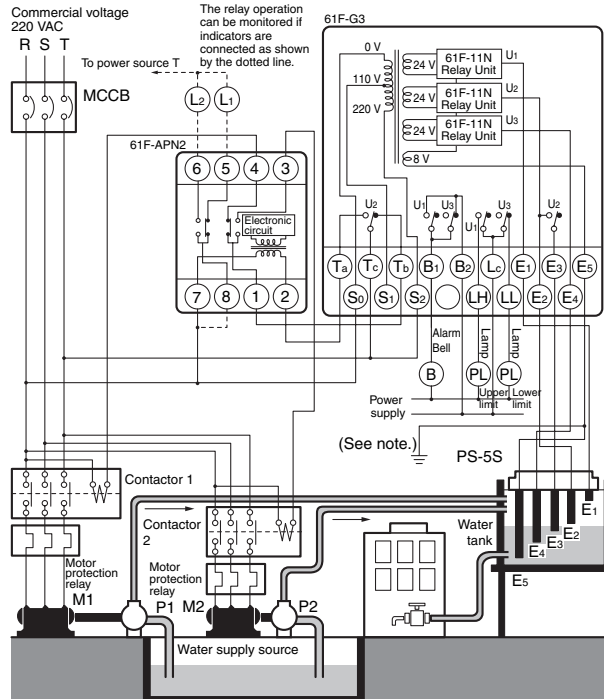 Commercial voltage
220 VAC
R S T
MCCB
The relay operation
can be monitored if
indicators are
connected as shown
by the dotted line.
To power source T
L2 L1
61F-APN2
6 5 4 3
Electronic
circuit
7 8 1 2
61F-G3
0 V
110 V
220 V
24 V
61F-11N
Relay Unit
U1
24 V
61F-11N
Relay Unit
U2
24 V
61F-11N
Relay Unit
U3
8 V
U2
U1 U3
U1 U3
U2
Ta Tc Tb B1 B2 Lc E1 E3 E5
S0 S1 S2 LH LL E2 E4
Alarm
Bell
Lamp
Lamp
B PL PL
Upper
limit
Lower
limit
Power
supply
(See note.)
PS-5S
Contactor 1
Contactor
2
Motor
protection
relay
Motor
protection
relay
M1 P1 M2 P2
Water
tank
E1
E2
E3
E4
E5
Water supply source